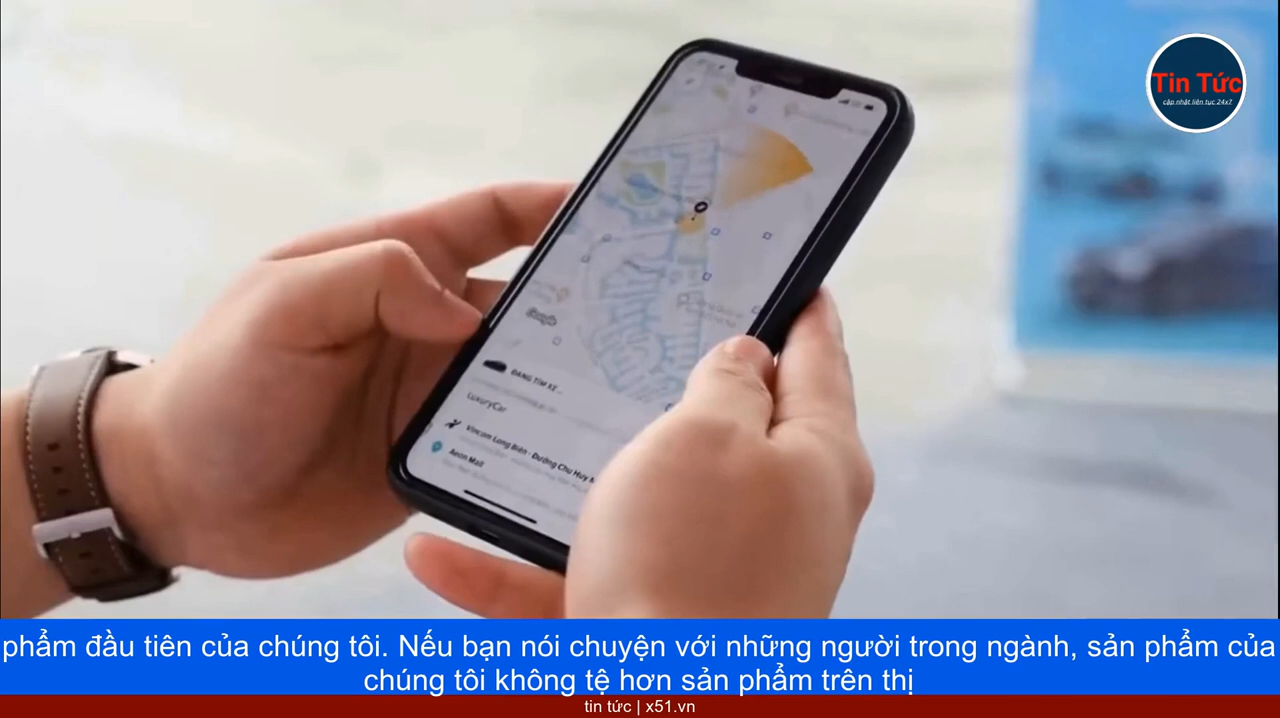 Tin Tức
cập nhật liên tục 24x7
Google
ĐANG TÌM XE ...
LuxuryCar
Vincom Long Biên - Đường Chu Huy M
Aeon Mall
phẩm đầu tiên của chúng tôi. Nếu bạn nói chuyện với những người trong ngành, sản phẩm của
chúng tôi không tệ hơn sản phẩm trên thị
tin tức | x51.vn